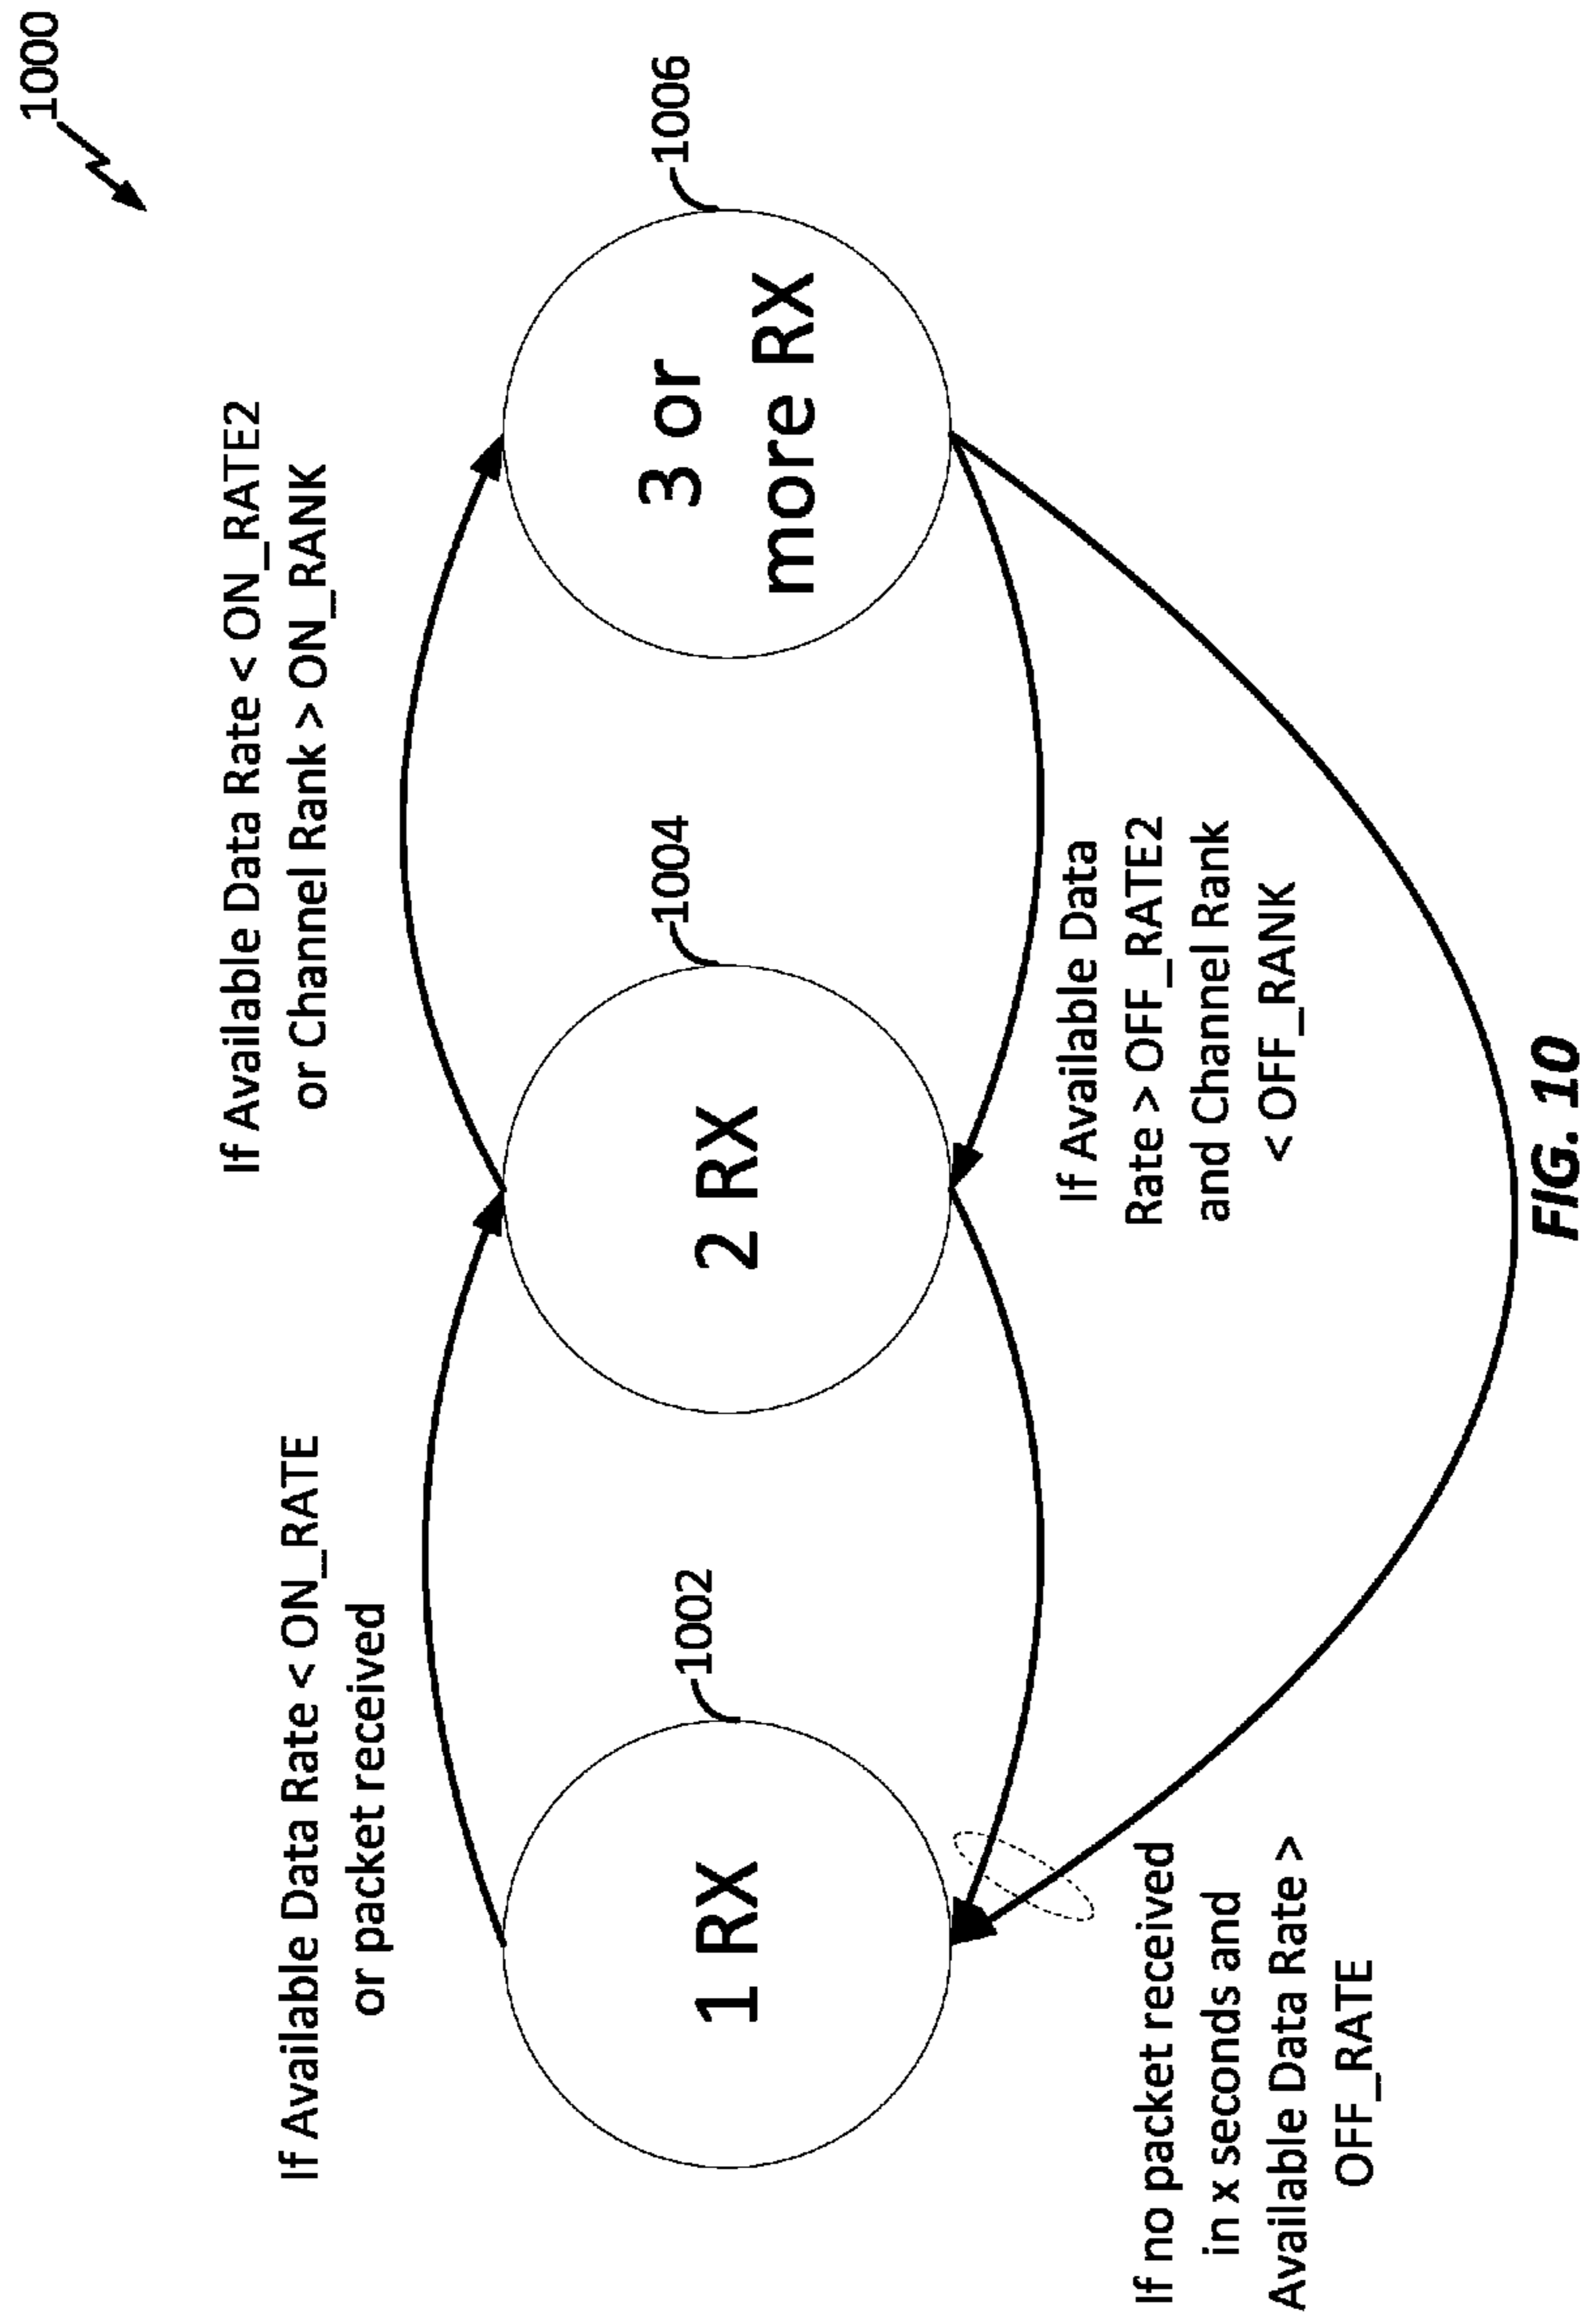 1000
If Available Data Rate < ON_RATE
or packet received
If Available Data Rate < ON_RATE2
or Channel Rank > ON_RANK
1002
1004
1006
1 RX
2 RX
3 or
more RX
If no packet received
in x seconds and
Available Data Rate >
OFF_RATE
If Available Data
Rate > OFF_RATE2
and Channel Rank
< OFF_RANK
FIG. 10